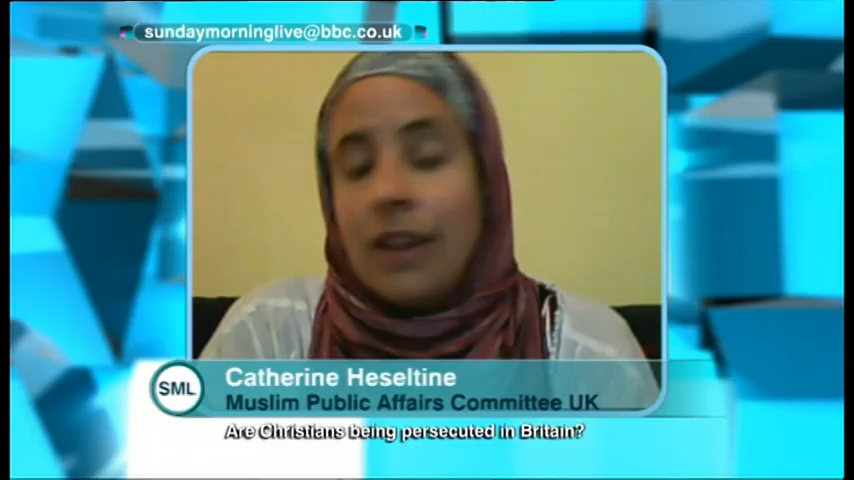 sundaymorninglive@bbc.co.uk
SML
Catherine Heseltine
Muslim Public Affairs Committee UK
Are Christians being persecuted in Britain?